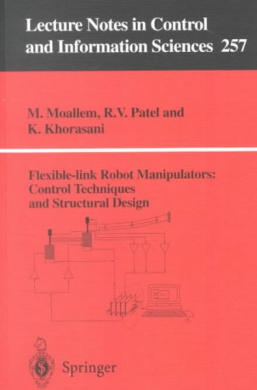 Lecture Notes in Control
and Information Sciences 257
M. Moallem, R.V. Patel and
K. Khorasani
Flexible-link Robot Manipulators:
Control Techniques
and Structural Design
Springer